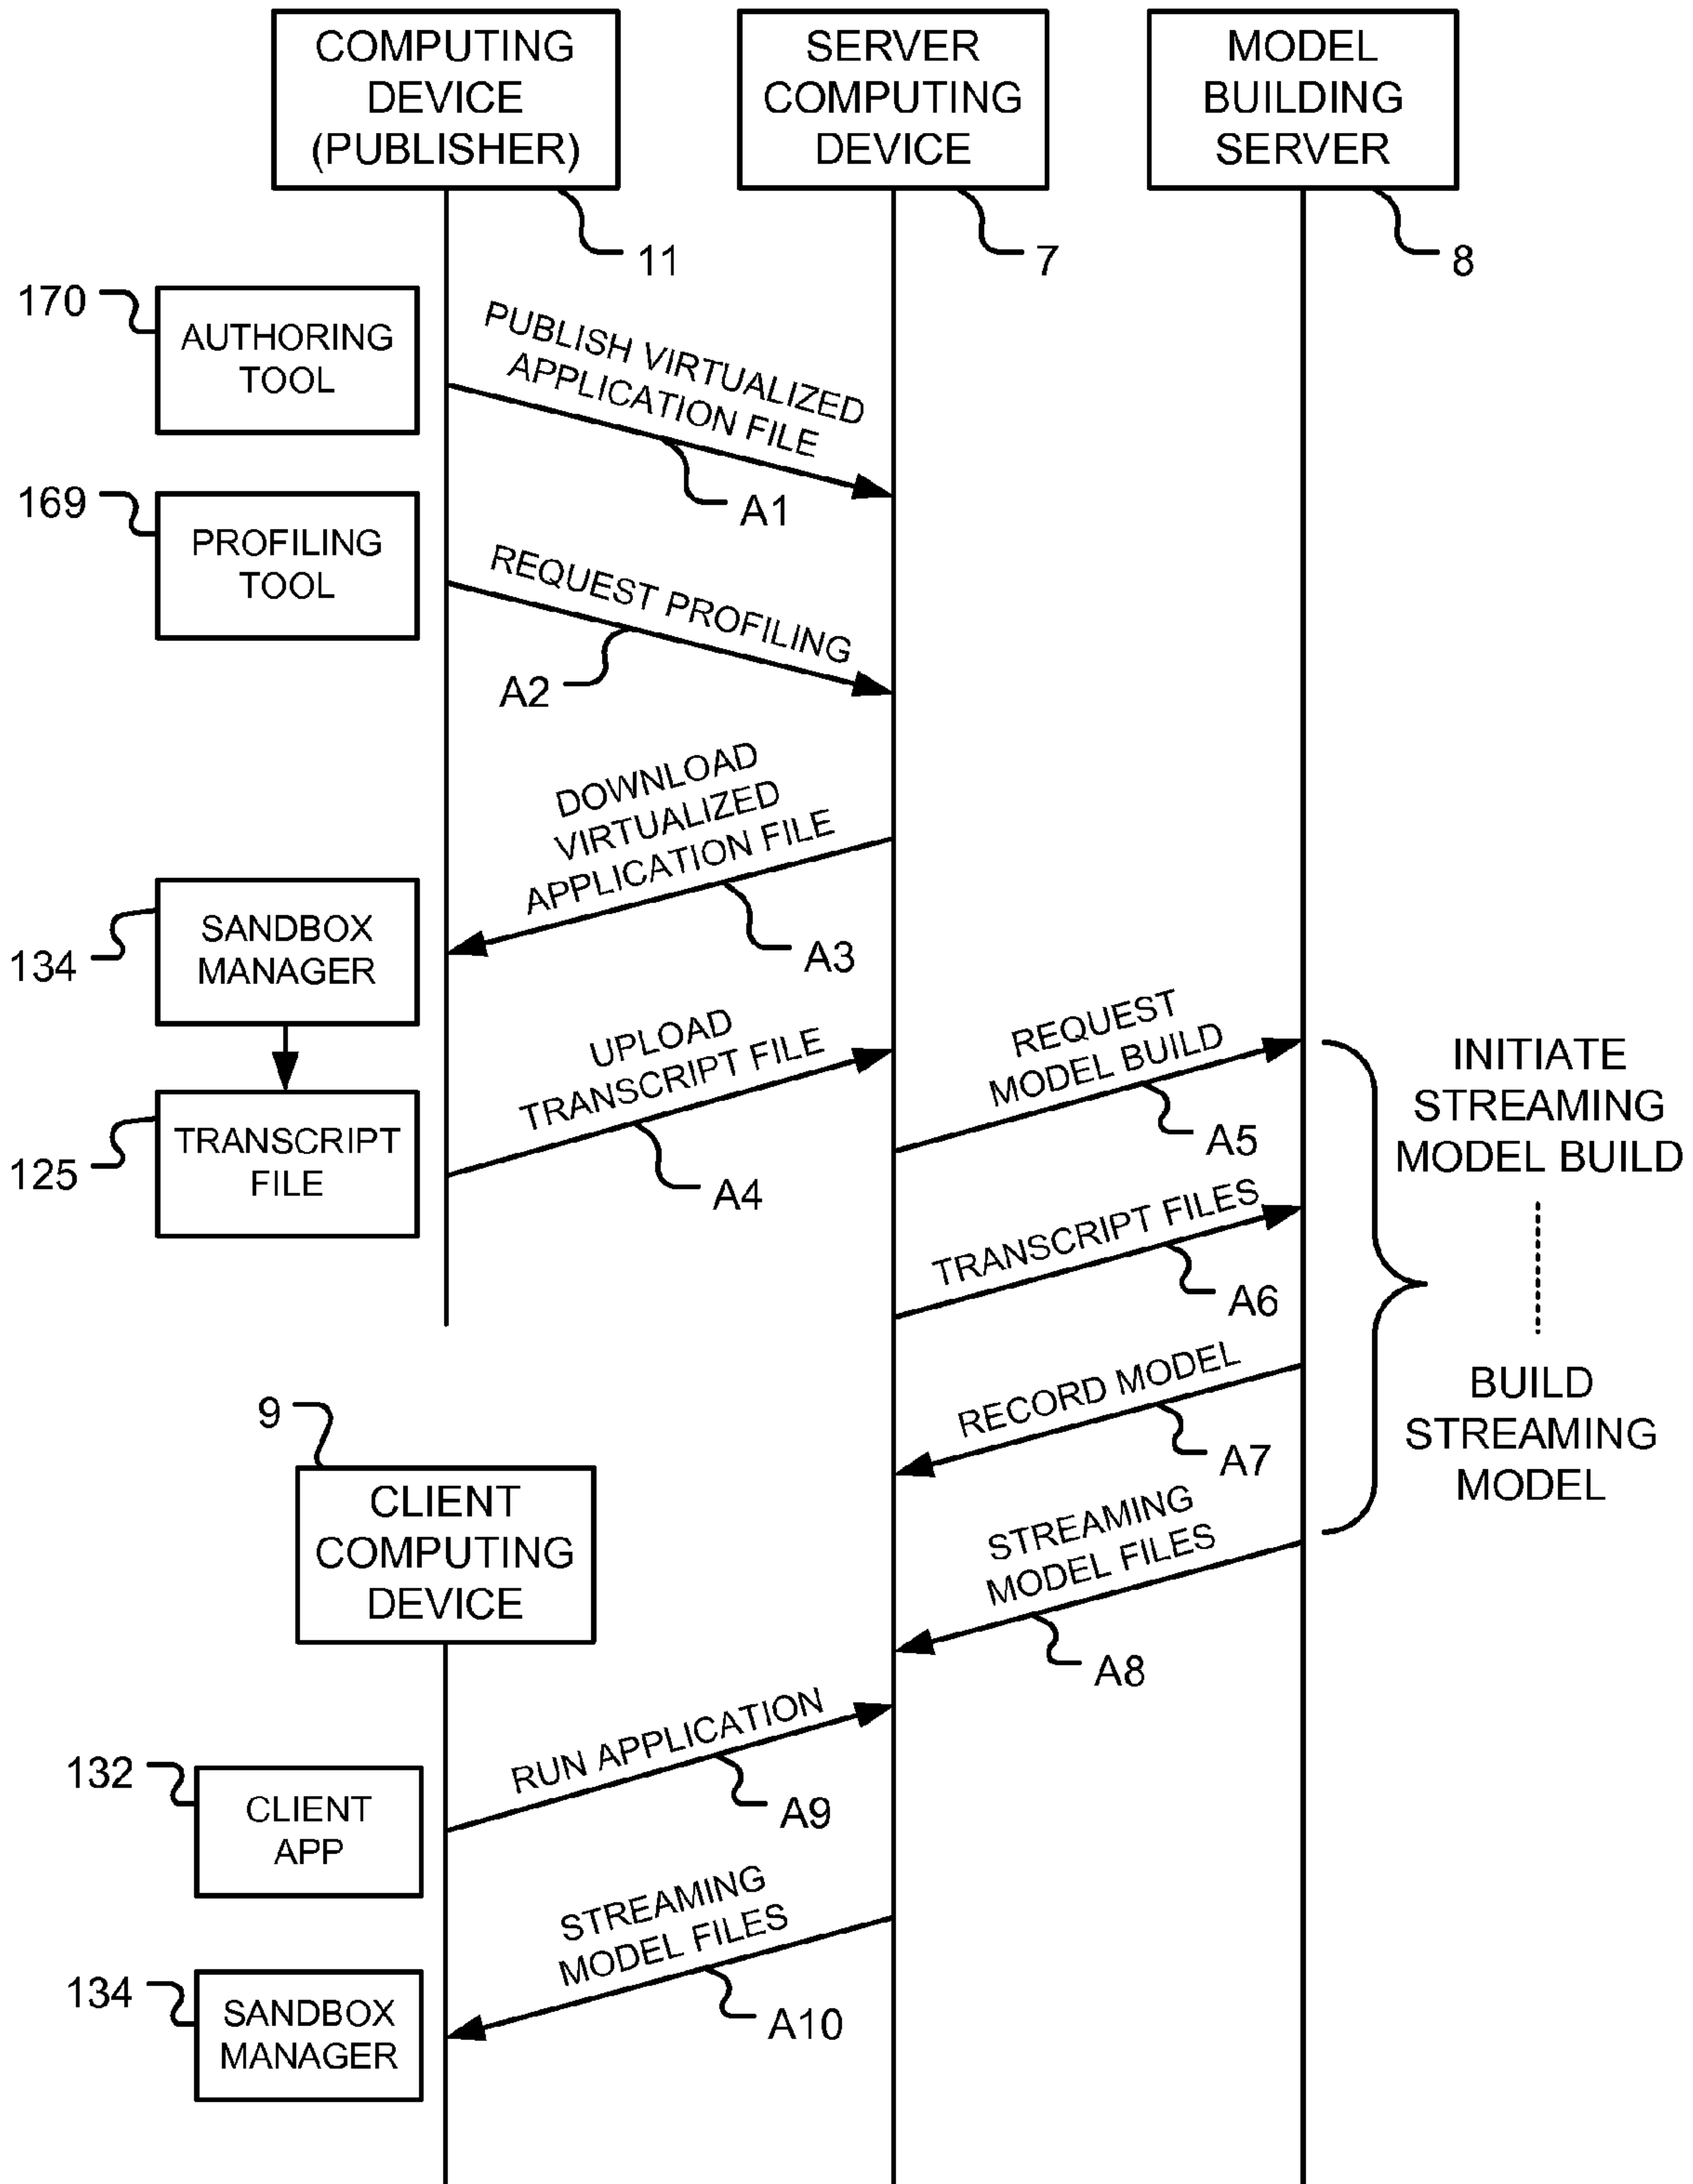 COMPUTING
DEVICE
(PUBLISHER)
SERVER
COMPUTING
DEVICE
MODEL
BUILDING
SERVER
11
7
8
170
AUTHORING
TOOL
PUBLISH VIRTUALIZED
APPLICATION FILE
A1
169
PROFILING
TOOL
REQUEST PROFILING
A2
DOWNLOAD
VIRTUALIZED
APPLICATION FILE
A3
134
SANDBOX
MANAGER
UPLOAD
TRANSCRIPT FILE
A4
125
TRANSCRIPT
FILE
REQUEST
MODEL BUILD
A5
INITIATE
STREAMING
MODEL BUILD
TRANSCRIPT FILES
A6
RECORD MODEL
A7
BUILD
STREAMING
MODEL
9
CLIENT
COMPUTING
DEVICE
STREAMING
MODEL FILES
A8
RUN APPLICATION
A9
132
CLIENT
APP
STREAMING
MODEL FILES
A10
134
SANDBOX
MANAGER